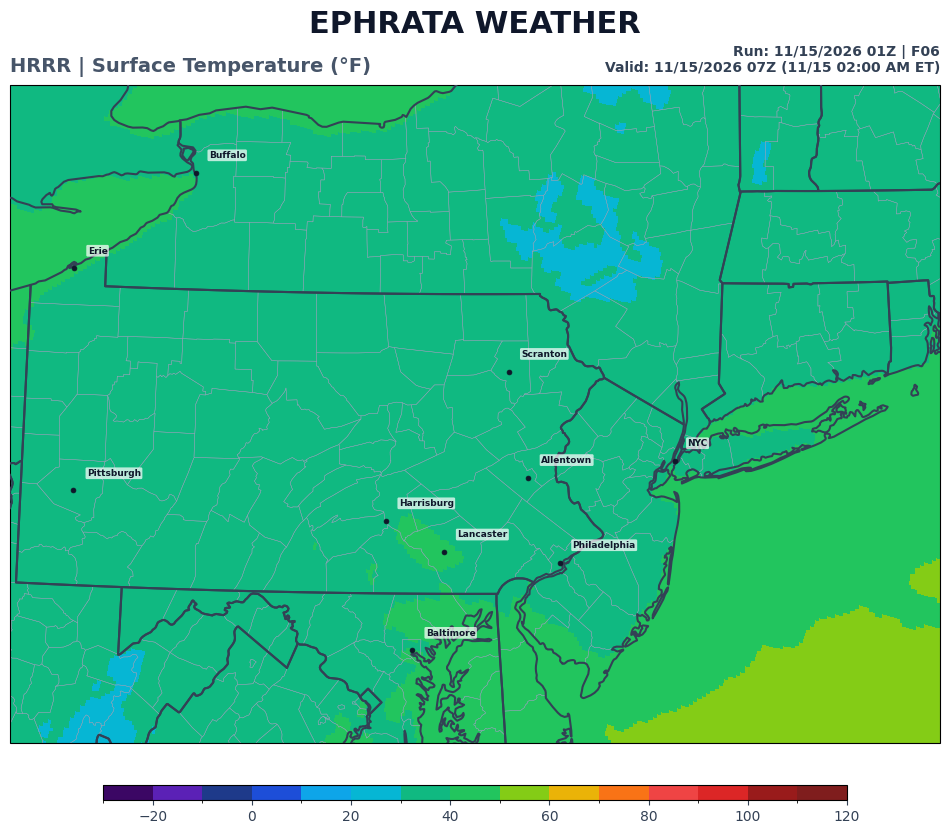 EPHRATA WEATHER
HRRR | Surface Temperature (°F)
Run: 11/15/2026 01Z | F06
Valid: 11/15/2026 07Z (11/15 02:00 AM ET)
Buffalo
Erie
Scranton
NYC
Allentown
Pittsburgh
Harrisburg
Lancaster
Philadelphia
Baltimore
−20 0 20 40 60 80 100 120